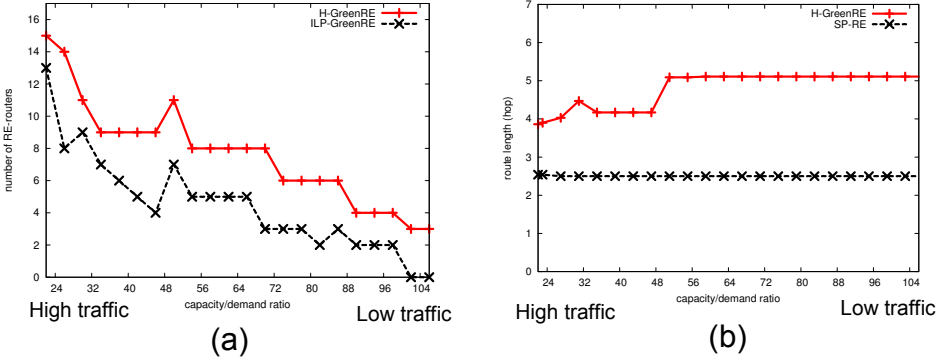 16
14
12
10
8
6
4
2
0
number of RE-routers
H-GreenRE
ILP-GreenRE
24 32 40 48 56 64 72 80 88 96 104
capacity/demand ratio
High traffic
Low traffic
(a)
7
6
5
4
3
2
1
0
route length (hop)
H-GreenRE
SP-RE
24 32 40 48 56 64 72 80 88 96 104
capacity/demand ratio
High traffic
Low traffic
(b)